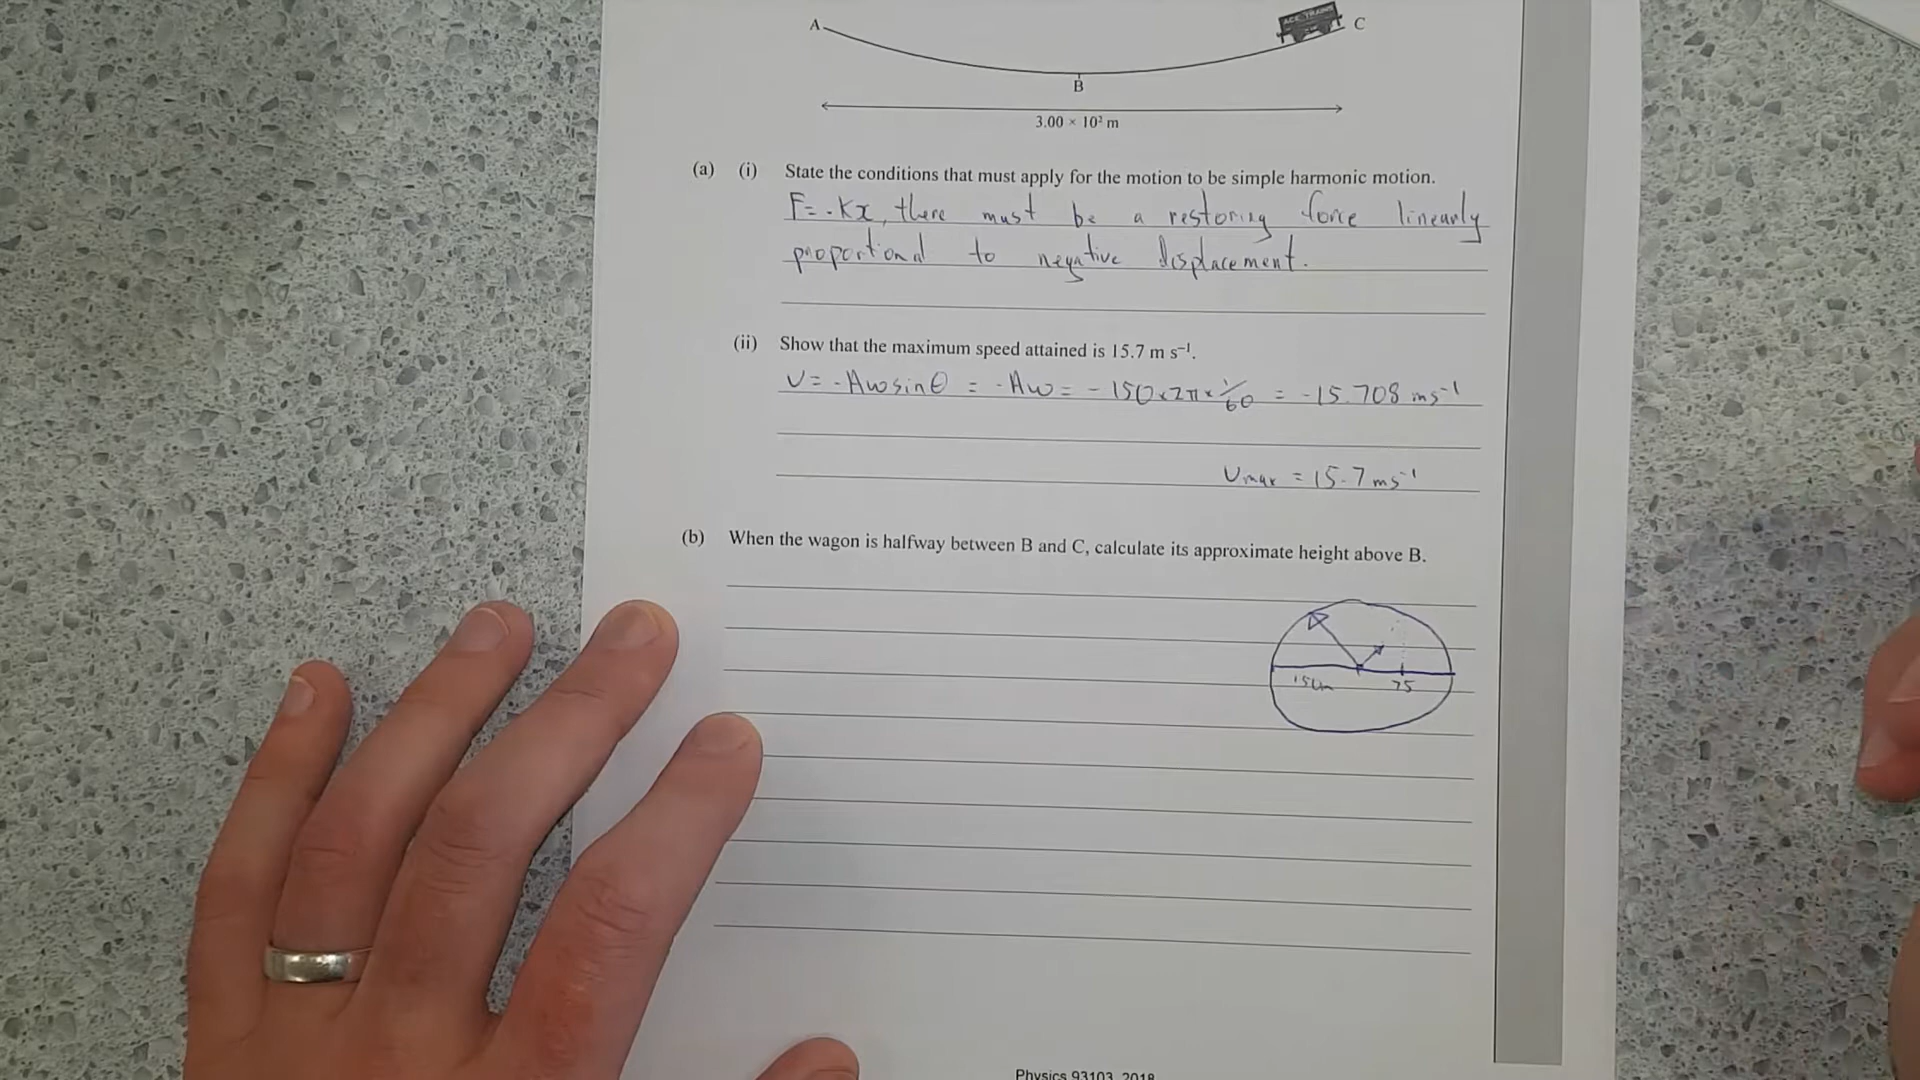 ACE TRAINS
A
C
B
3.00 × 10² m
(a) (i) State the conditions that must apply for the motion to be simple harmonic motion.
F=-Kx, there must be a restoring force linearly
proportional to negative displacement.
(ii) Show that the maximum speed attained is 15.7 m s⁻¹.
V = -Aωsinθ = -Aω = -150×2π×1/60 = -15.708 ms⁻¹
Vmax = 15.7 ms⁻¹
(b) When the wagon is halfway between B and C, calculate its approximate height above B.
150m 75
Physics 93103, 2018